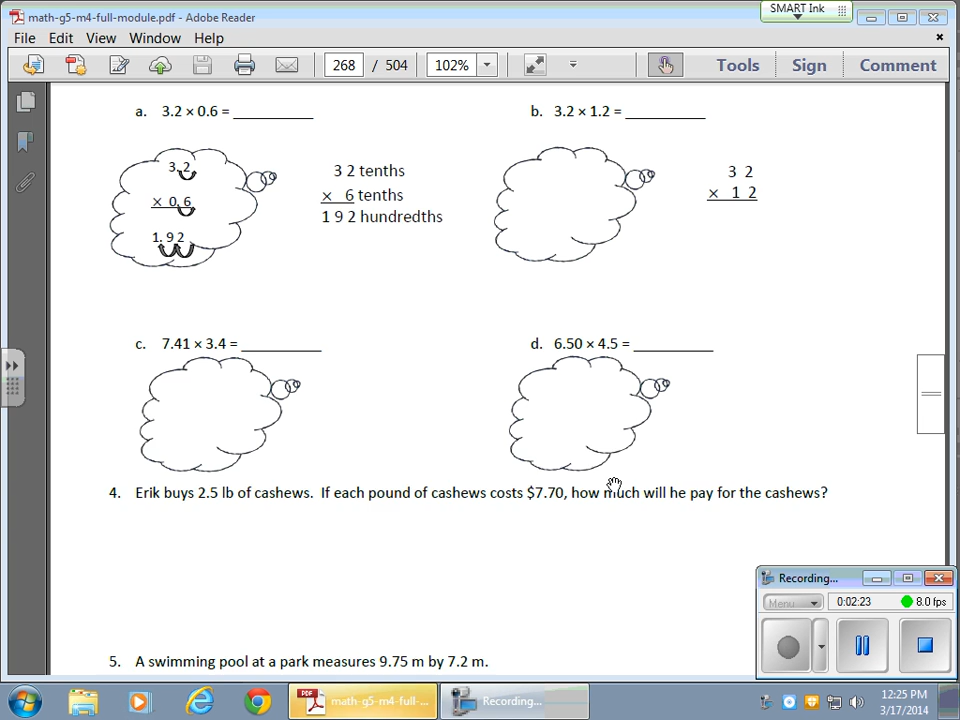 math-g5-m4-full-module.pdf - Adobe Reader
SMART Ink
File Edit View Window Help
268 / 504 102% Tools Sign Comment
a. 3.2 × 0.6 = __________
b. 3.2 × 1.2 = __________
3.2
× 0.6
1.92
3 2 tenths
× 6 tenths
1 9 2 hundredths
3 2
× 1 2
c. 7.41 × 3.4 = __________
d. 6.50 × 4.5 = __________
4. Erik buys 2.5 lb of cashews. If each pound of cashews costs $7.70, how much will he pay for the cashews?
Recording...
Menu 0:02:23 8.0 fps
5. A swimming pool at a park measures 9.75 m by 7.2 m.
PDF math-g5-m4-full-... Recording... 12:25 PM
3/17/2014